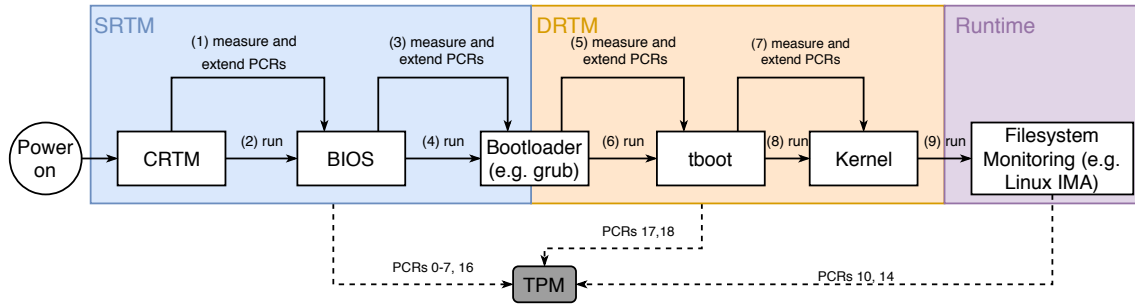 SRTM
DRTM
Runtime
(1) measure and
extend PCRs
(3) measure and
extend PCRs
(5) measure and
extend PCRs
(7) measure and
extend PCRs
Power
on
CRTM
(2) run
BIOS
(4) run
Bootloader
(e.g. grub)
(6) run
tboot
(8) run
Kernel
(9) run
Filesystem
Monitoring (e.g.
Linux IMA)
PCRs 17,18
PCRs 0-7, 16
PCRs 10, 14
TPM